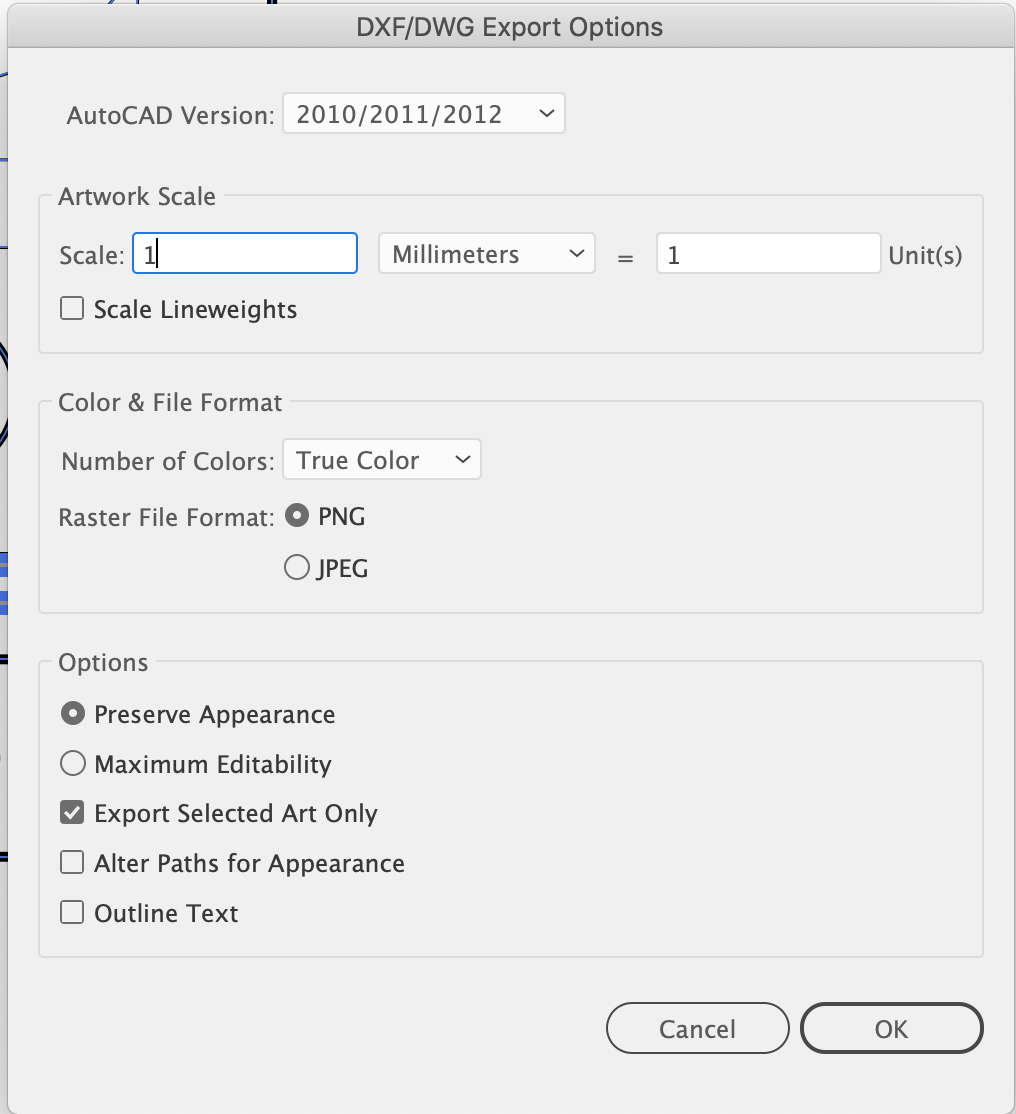 DXF/DWG Export Options
AutoCAD Version: 2010/2011/2012
Artwork Scale
Scale: 1 Millimeters = 1 Unit(s)
Scale Lineweights
Color & File Format
Number of Colors: True Color
Raster File Format: PNG
JPEG
Options
Preserve Appearance
Maximum Editability
Export Selected Art Only
Alter Paths for Appearance
Outline Text
Cancel OK